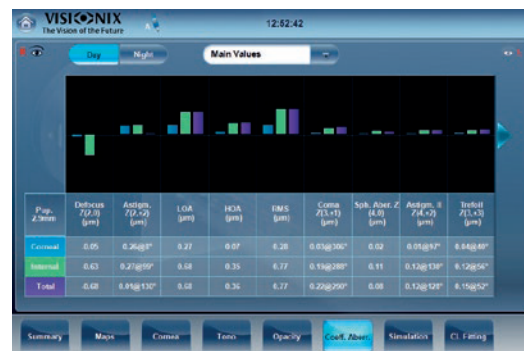 VISIONIX
The Vision of the Future
12:52:42
Day Night Main Values
Pup. 2.9mm Defocus Z(2,0) (µm) Astigm. Z(2,±2) (µm) LOA (µm) HOA (µm) RMS (µm) Coma Z(3,±1) (µm) Sph. Aber. Z (4,0) (µm) Astigm. II Z(4,±2) (µm) Trefoil Z(3,±3) (µm)
Corneal 0.05 0.26@8° 0.27 0.07 0.28 0.03@306° 0.02 0.01@97° 0.04@48°
Internal 0.63 0.27@99° 0.68 0.35 0.77 0.19@288° 0.11 0.12@130° 0.12@56°
Total -0.68 0.01@130° 0.68 0.36 0.77 0.22@290° 0.08 0.12@128° 0.15@52°
Summary Maps Cornea Tono Opacity Coeff. Aberr. Simulation CL Fitting